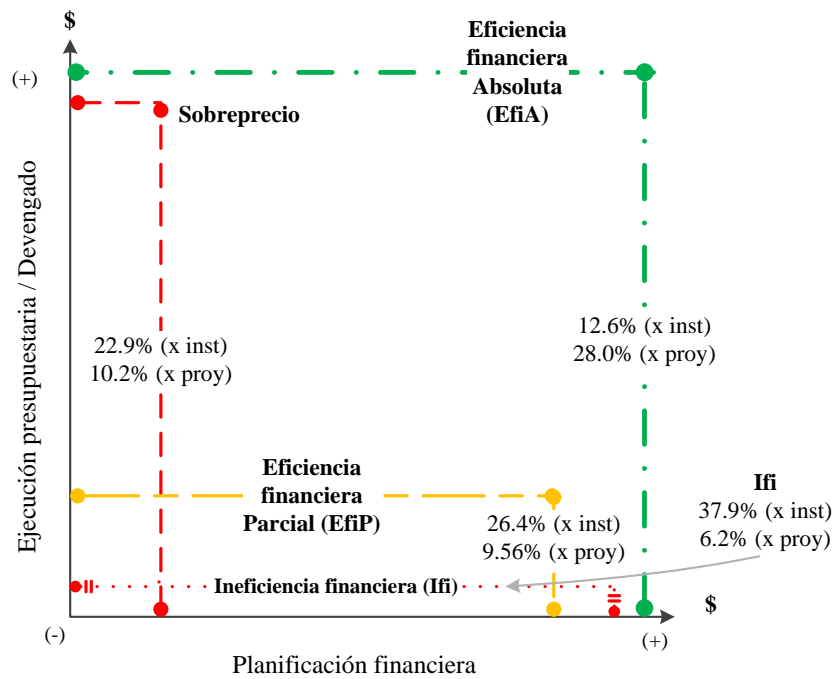 $
Eficiencia
financiera
Absoluta
(EfiA)
(+)
Sobreprecio
Ejecución presupuestaria / Devengado
22.9% (x inst)
10.2% (x proy)
12.6% (x inst)
28.0% (x proy)
Eficiencia
financiera
Parcial (EfiP)
26.4% (x inst)
9.56% (x proy)
Ifi
37.9% (x inst)
6.2% (x proy)
Ineficiencia financiera (Ifi)
$
(-)
(+)
Planificación financiera